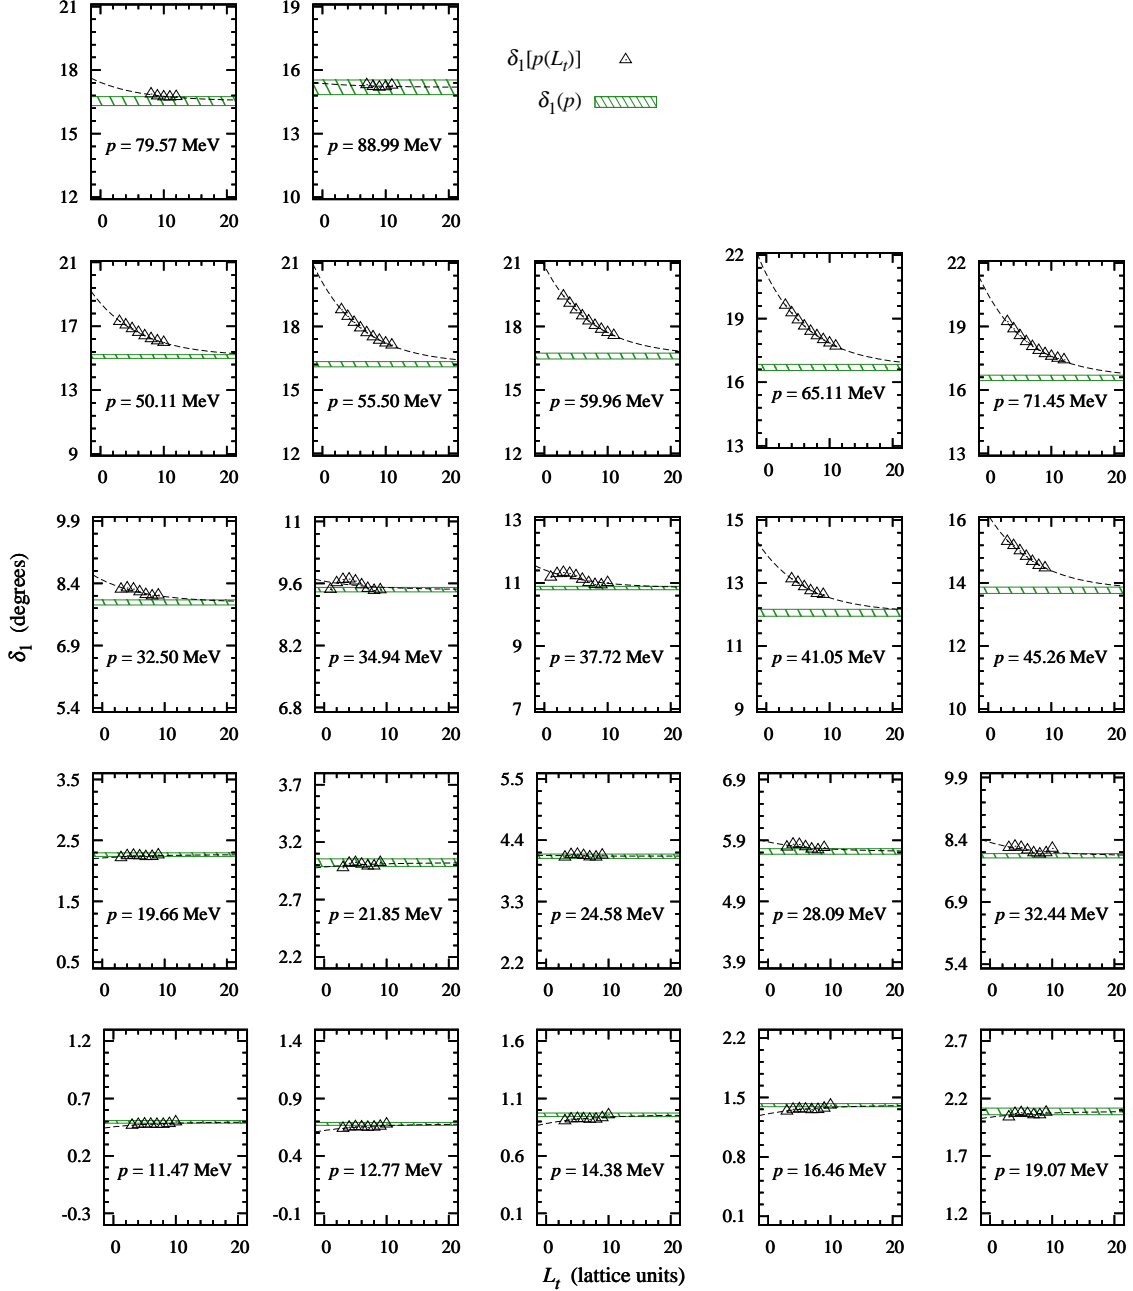 21
18
15
12
p = 79.57 MeV
0 10 20
19
16
13
10
p = 88.99 MeV
0 10 20
δ₁[p(Lₜ)]
δ₁(p)
21
17
13
9
p = 50.11 MeV
0 10 20
21
18
15
12
p = 55.50 MeV
0 10 20
21
18
15
12
p = 59.96 MeV
0 10 20
22
19
16
13
p = 65.11 MeV
0 10 20
22
19
16
13
p = 71.45 MeV
0 10 20
δ₁ (degrees)
9.9
8.4
6.9
5.4
p = 32.50 MeV
0 10 20
11
9.6
8.2
6.8
p = 34.94 MeV
0 10 20
13
11
9
7
p = 37.72 MeV
0 10 20
15
13
11
9
p = 41.05 MeV
0 10 20
16
14
12
10
p = 45.26 MeV
0 10 20
3.5
2.5
1.5
0.5
p = 19.66 MeV
0 10 20
3.7
3.2
2.7
2.2
p = 21.85 MeV
0 10 20
5.5
4.4
3.3
2.2
p = 24.58 MeV
0 10 20
6.9
5.9
4.9
3.9
p = 28.09 MeV
0 10 20
9.9
8.4
6.9
5.4
p = 32.44 MeV
0 10 20
1.2
0.7
0.2
-0.3
p = 11.47 MeV
0 10 20
1.4
0.9
0.4
-0.1
p = 12.77 MeV
0 10 20
1.6
1.1
0.6
0.1
p = 14.38 MeV
0 10 20
2.2
1.5
0.8
0.1
p = 16.46 MeV
0 10 20
2.7
2.2
1.7
1.2
p = 19.07 MeV
0 10 20
Lₜ (lattice units)